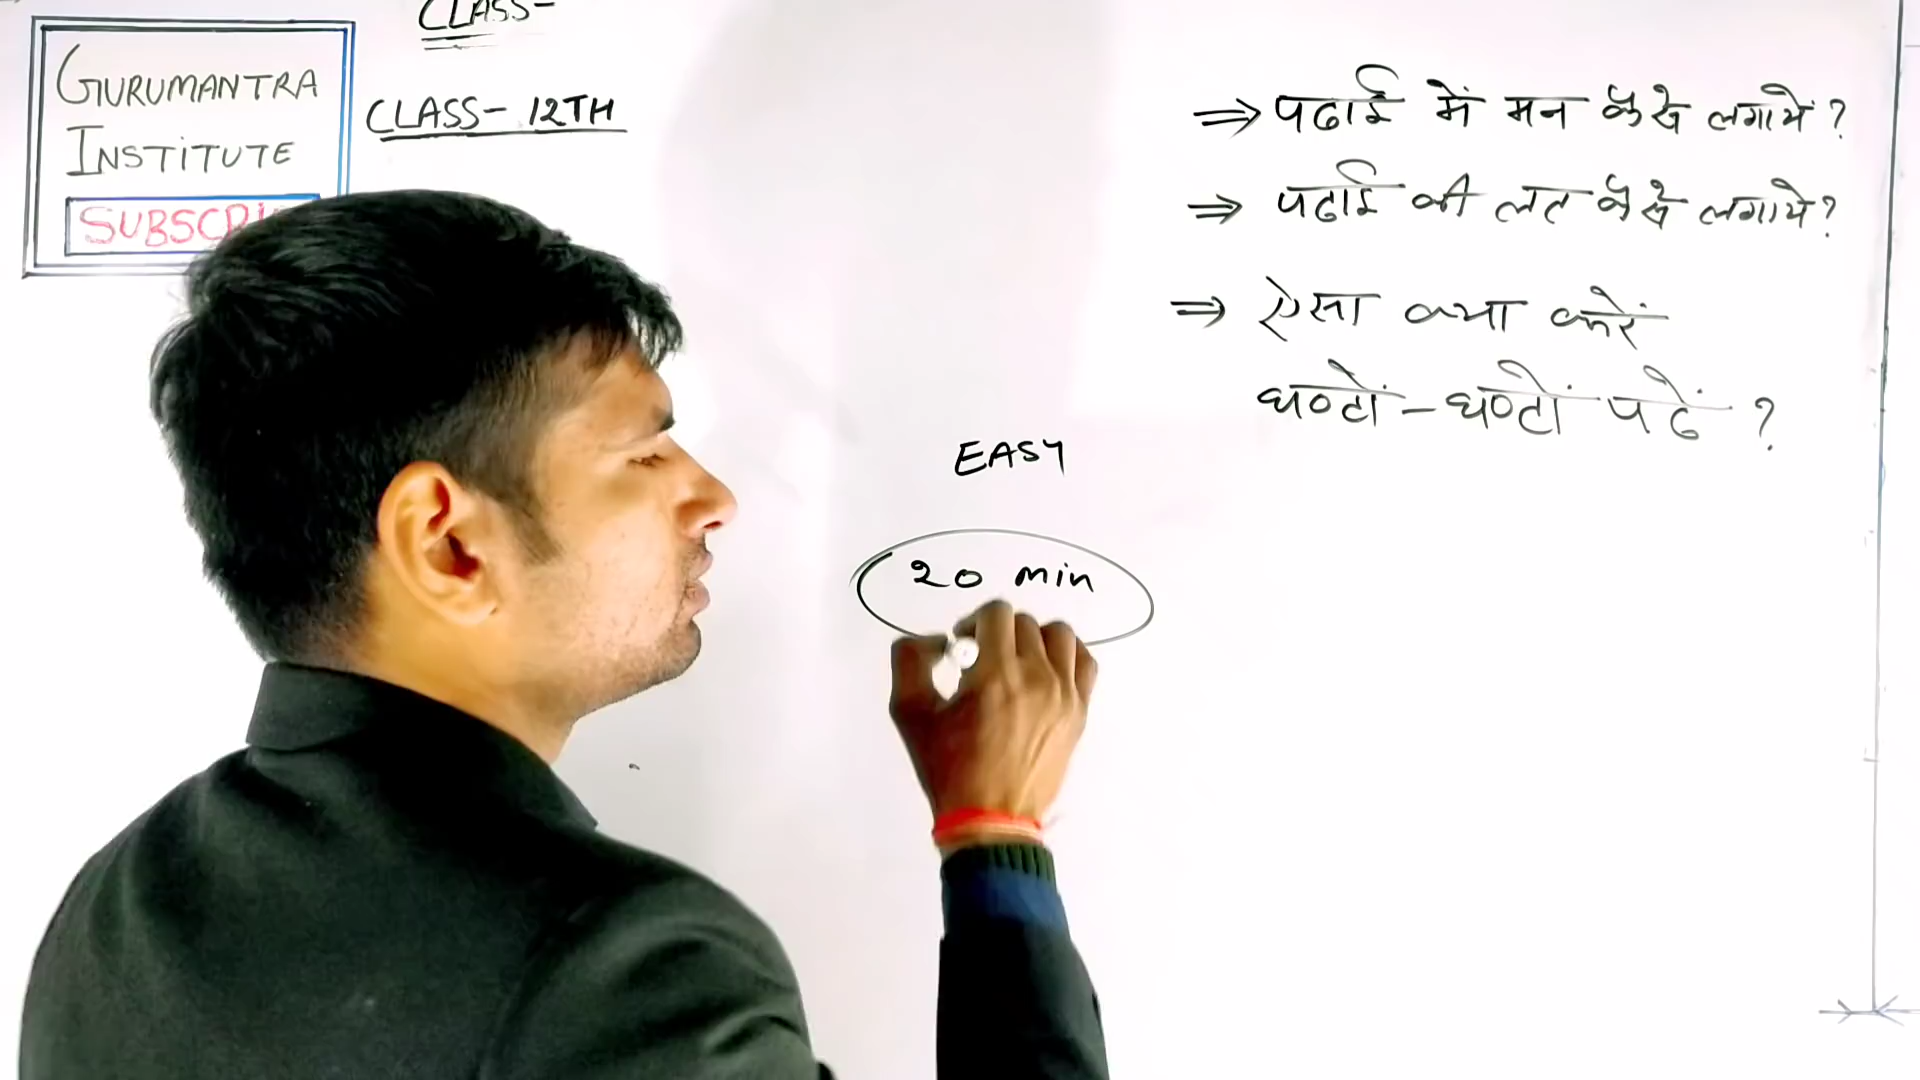 CLASS-
GURUMANTRA
INSTITUTE
SUBSCRI
CLASS- 12TH
⇒ पढाई में मन कैसे लगाये?
⇒ पढाई की लत कैसे लगाये?
⇒ ऐसा क्या करें
घण्टों - घण्टों पढें ?
EASY
20 min